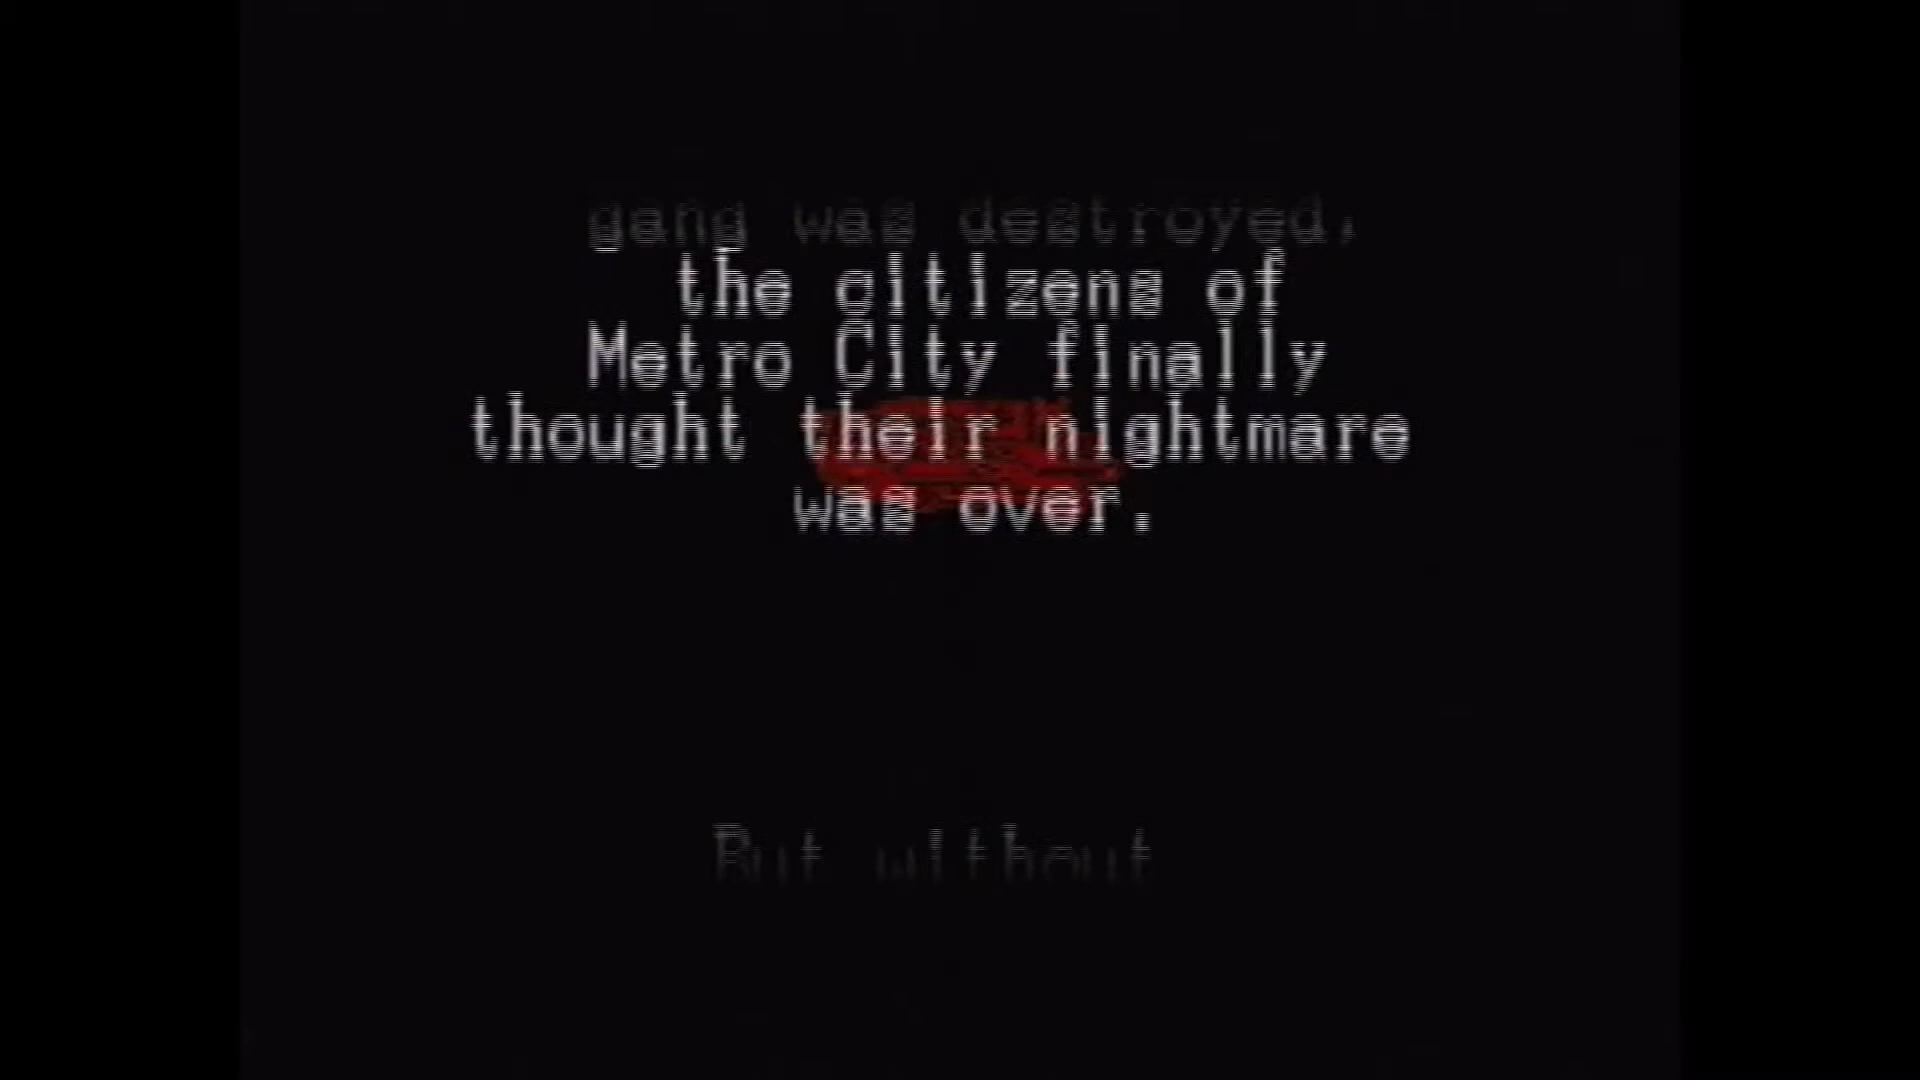 gang was destroyed,
the citizens of
Metro City finally
thought their nightmare
was over.
But without